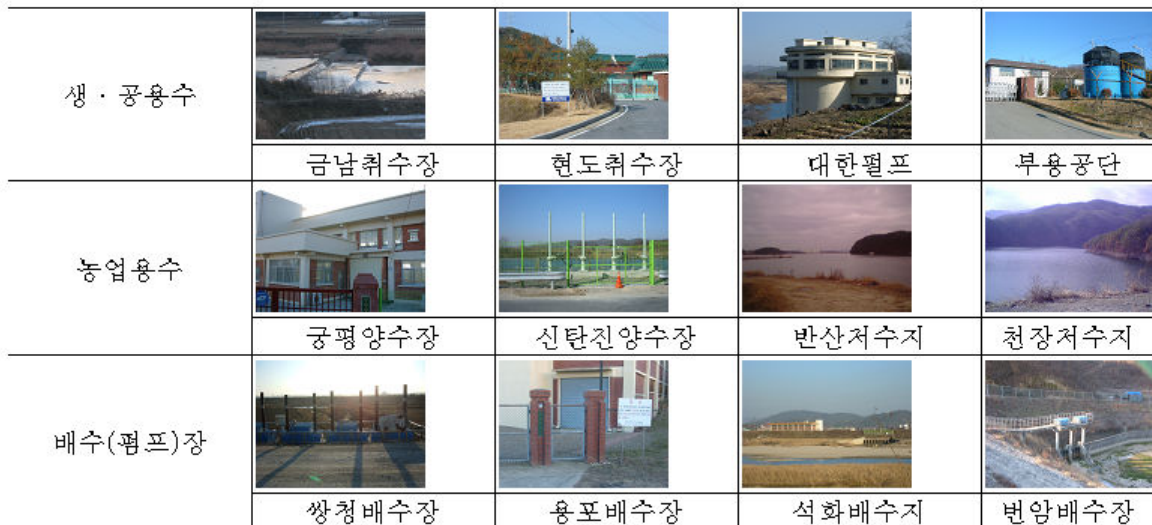 생 · 공용수
금남취수장 현도취수장 대한펄프 부용공단
농업용수
궁평양수장 신탄진양수장 반산저수지 천장저수지
배수(펌프)장
쌍청배수장 용포배수장 석화배수지 번암배수장